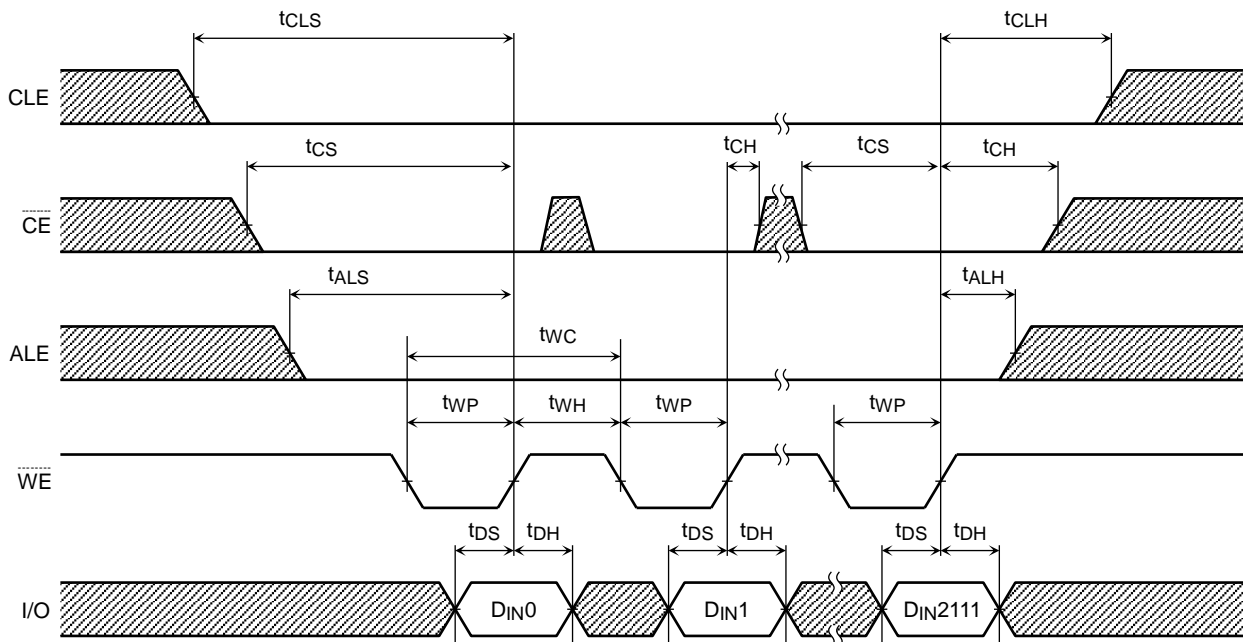 tCLS
tCLH
CLE
tCS
tCH
tCS
tCH
CE
tALS
tALH
ALE
tWC
tWP
tWH
tWP
tWP
WE
tDS
tDH
tDS
tDH
tDS
tDH
I/O
DIN0
DIN1
DIN2111